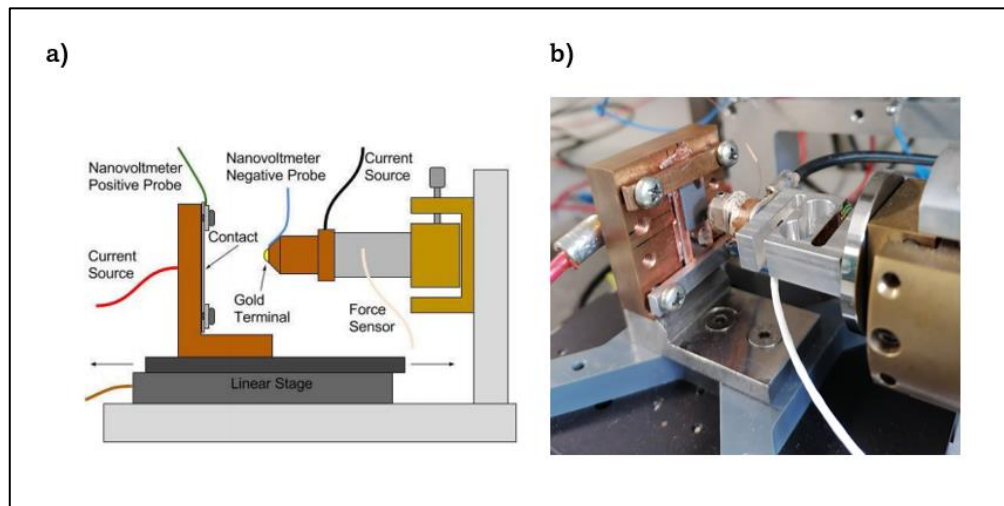 a)
b)
Nanovoltmeter
Positive Probe
Nanovoltmeter
Negative Probe
Current
Source
Contact
Current
Source
Gold
Terminal
Force
Sensor
Linear Stage